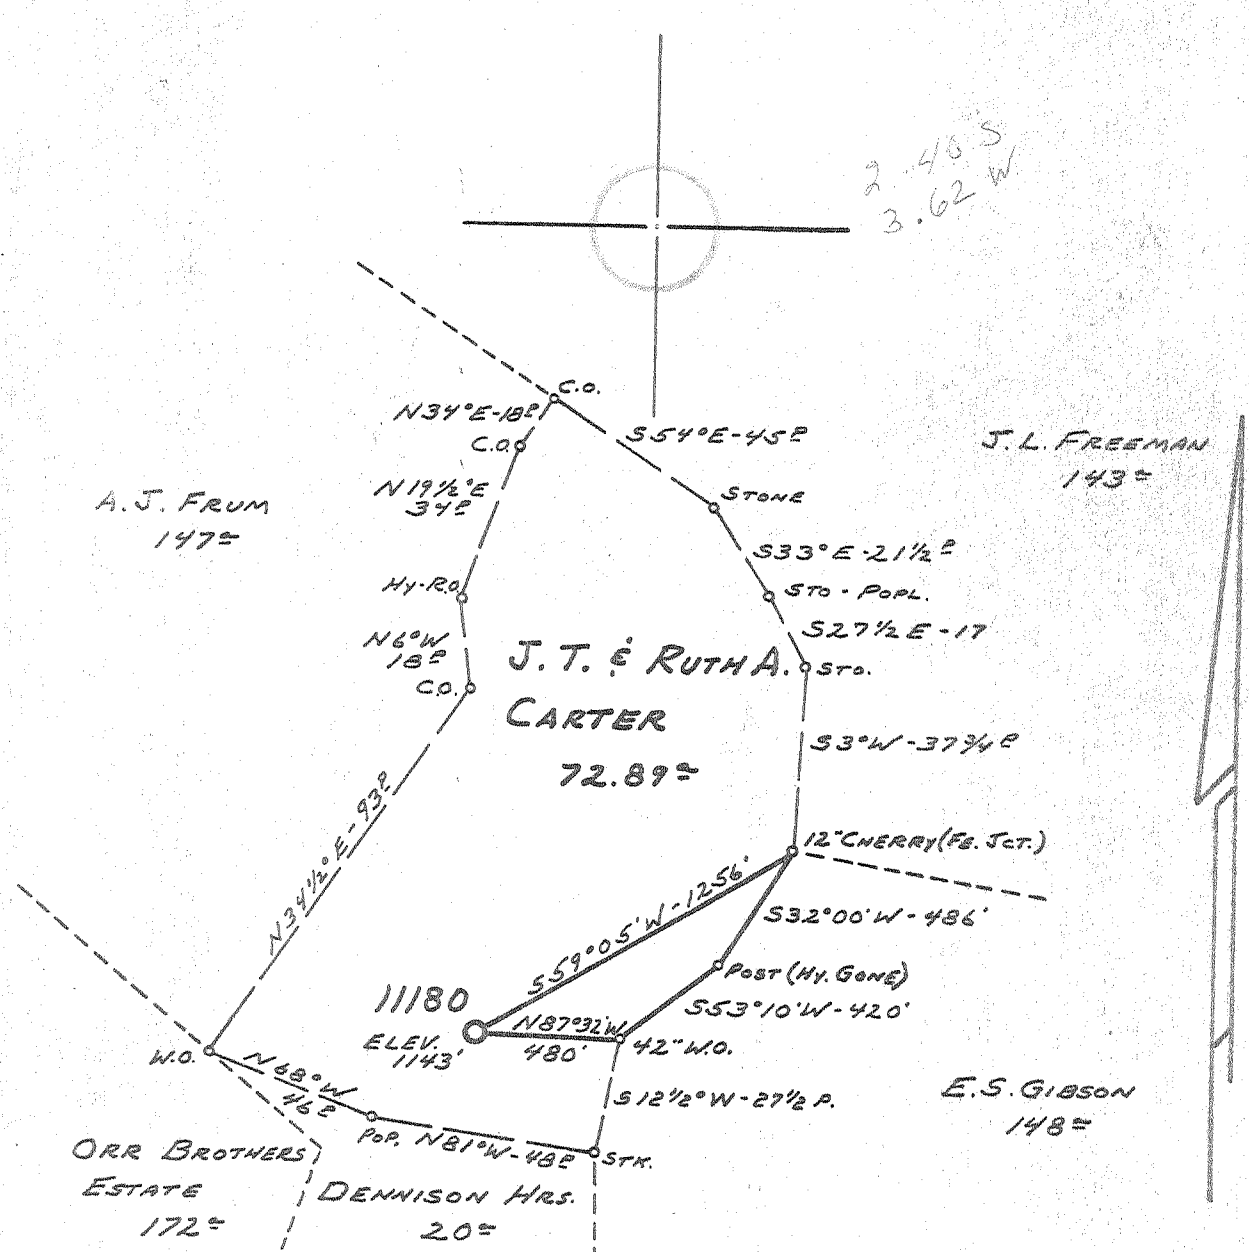 2.40 S
3.62 W
C.O.
N34°E-18P
S54°E-45P
C.O.
J.L. FREEMAN
143a
N19½°E
34P
STONE
A.J. FRUM
147a
S33°E-21½P
HY-R.O.
STO-POPL.
S27½E-17
N6°W
18P
J.T. & RUTH A.
CARTER
72.89a
STO.
C.O.
S3°W-37¾P
N34½°E-93P
12"CHERRY(FE. JCT.)
S59°05'W-1256'
S32°00'W-486'
POST (HY. GONE)
11180
S53°10'W-420'
N87°32'W
480'
ELEV.
1143'
42"W.O.
W.O.
N68°W
46P
S12½°W-27½P.
E.S. GIBSON
148a
POP.
N81°W-48P
STK.
ORR BROTHERS
ESTATE
172a
DENNISON HRS.
20a